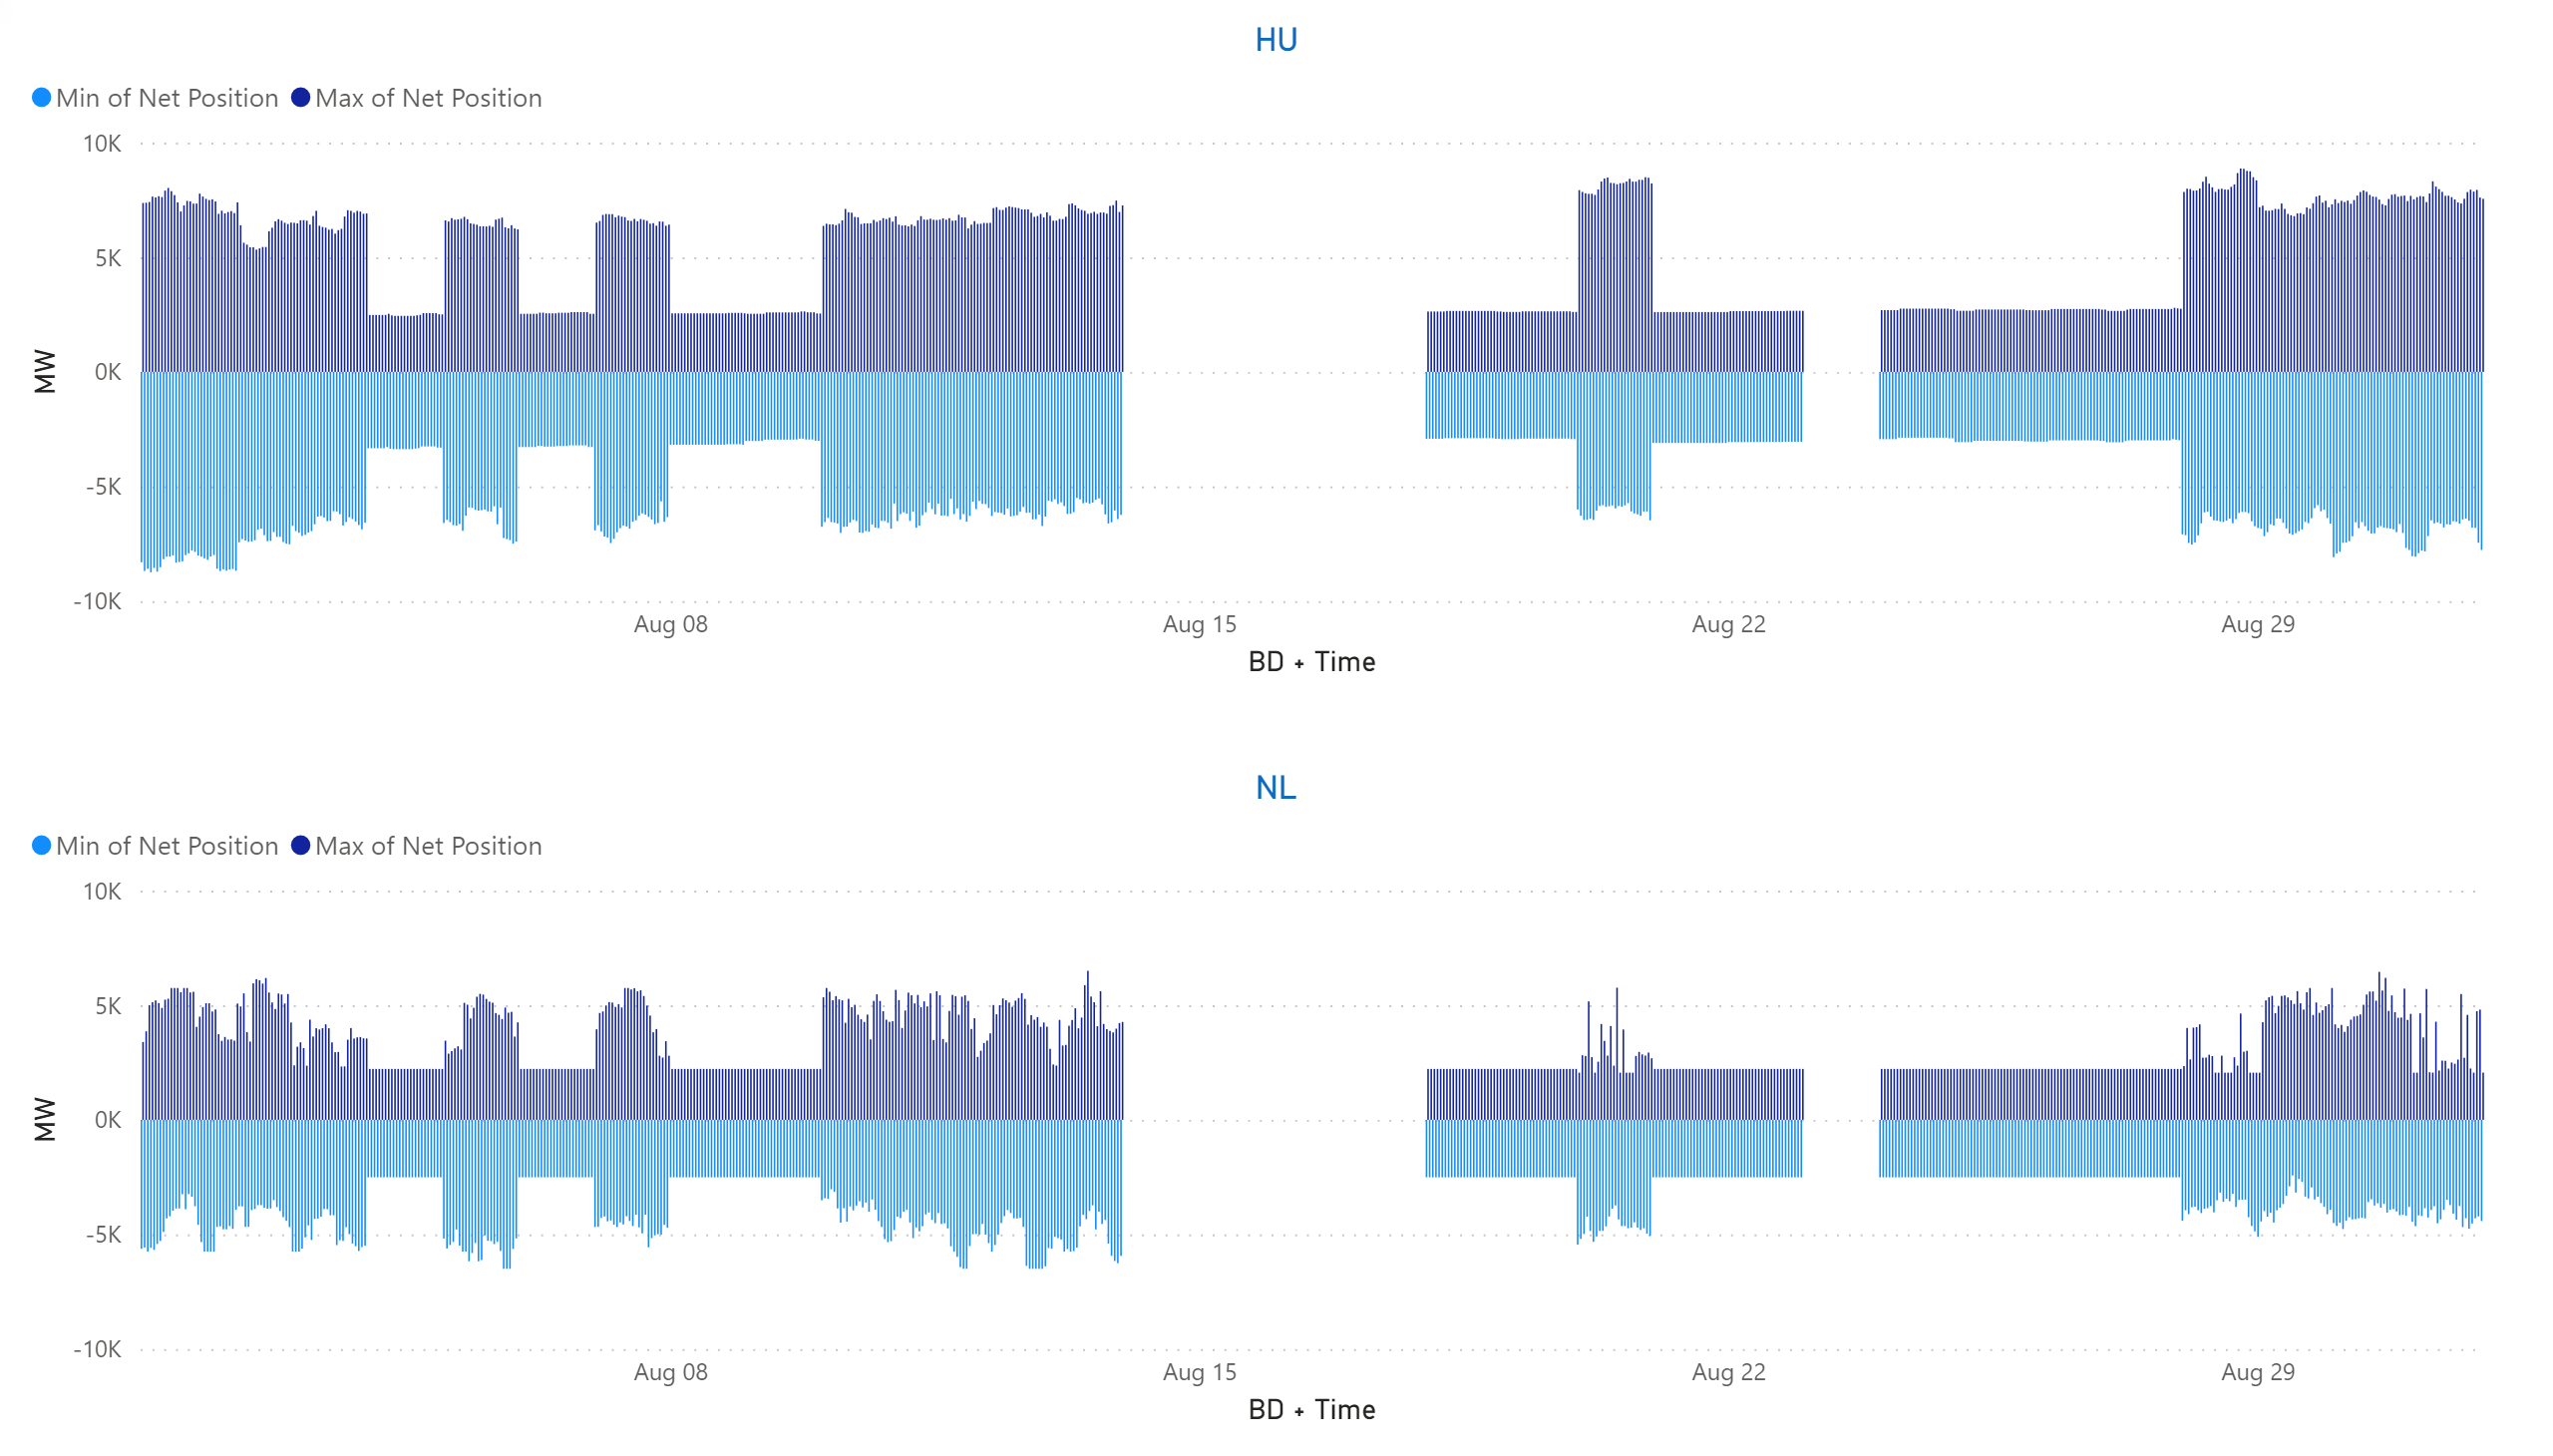 HU
Min of Net Position Max of Net Position
10K
5K
0K
-5K
-10K
MW
Aug 08 Aug 15 Aug 22 Aug 29
BD + Time
NL
Min of Net Position Max of Net Position
10K
5K
0K
-5K
-10K
MW
Aug 08 Aug 15 Aug 22 Aug 29
BD + Time